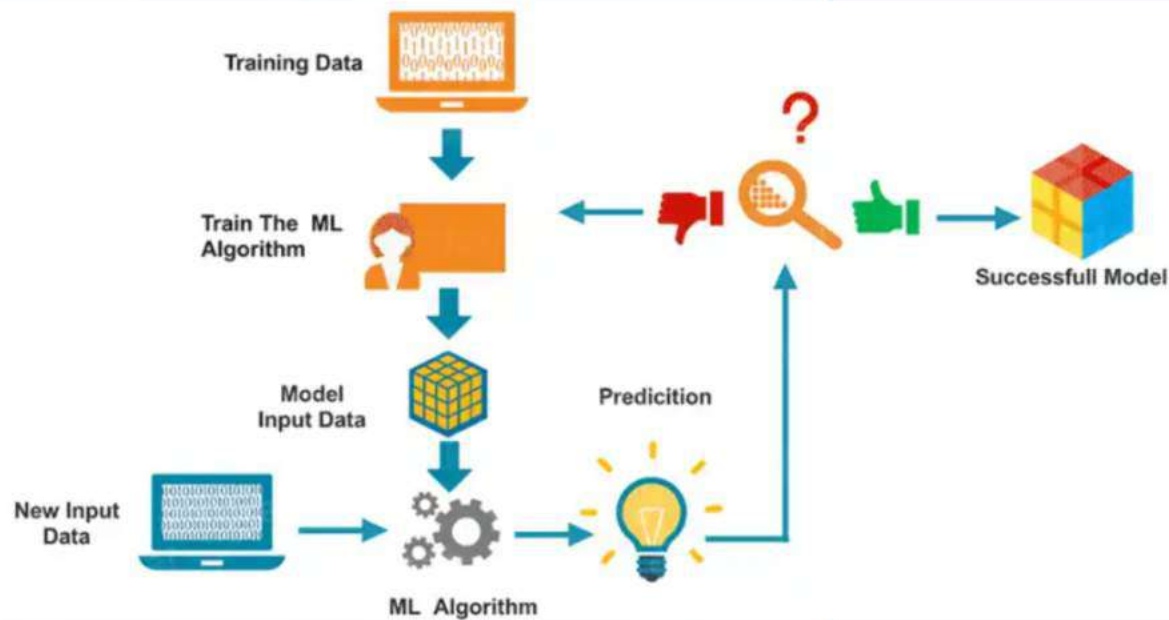 Training Data
Train The ML
Algorithm
?
Successfull Model
Model
Input Data
Predicition
New Input
Data
ML Algorithm